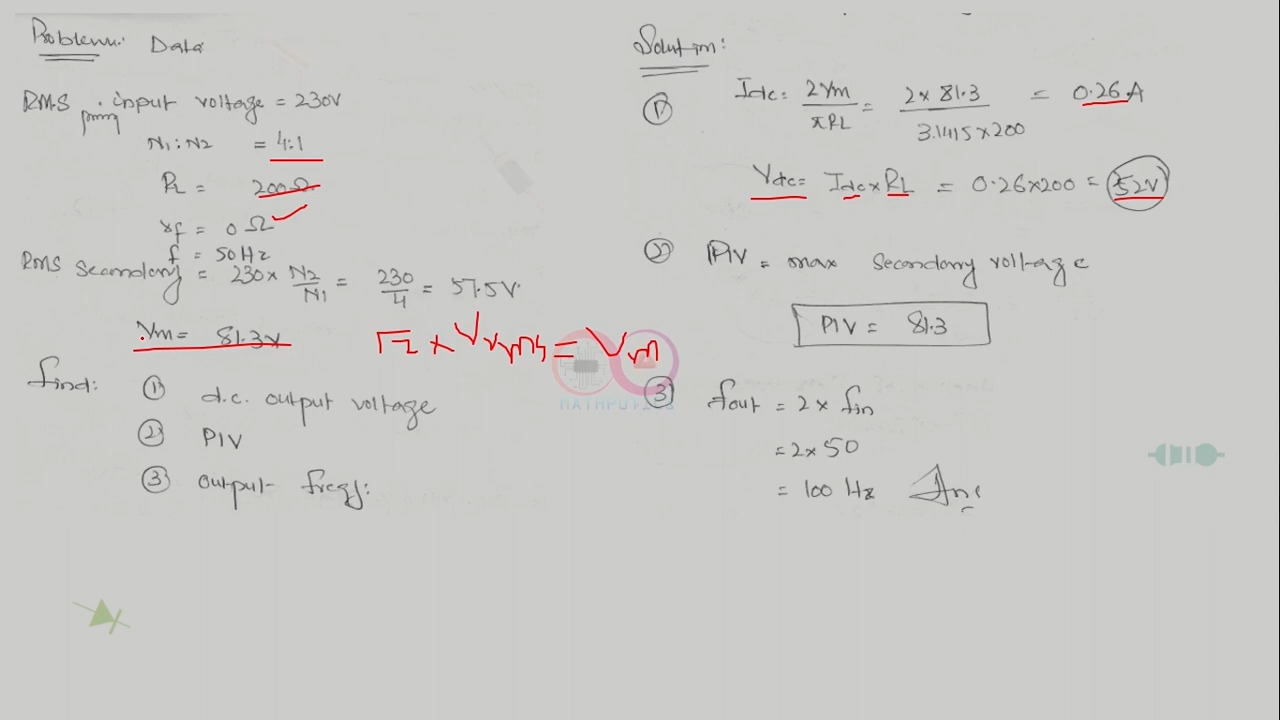 Problem: Data
RMS primary input voltage = 230V
N1:N2 = 4:1
RL = 200Ω
rf = 0 Ω
f = 50Hz
RMS Secondary = 230 × N2/N1 = 230/4 = 57.5V
Vm = 81.3V
√2 × Vrms = Vm
find: ① d.c. output voltage
② PIV
③ output freq:
MATHPUT
Solution:
① Idc = 2Vm/πRL = 2 × 81.3/3.1415×200 = 0.26A
Vdc = Idc × RL = 0.26×200 = 52V
② PIV = max Secondary voltage
PIV = 81.3
③ fout = 2 × fin
= 2×50
= 100 Hz Ans